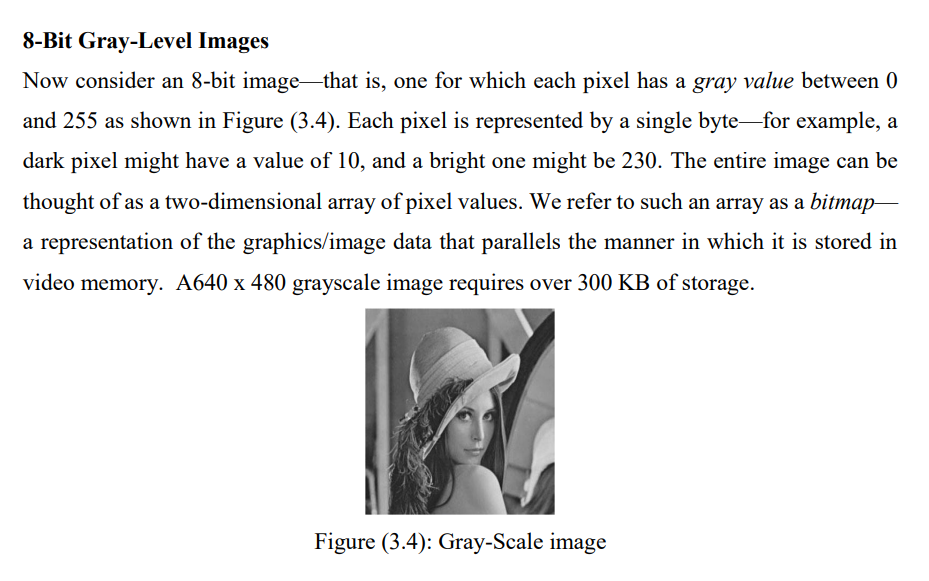 8-Bit Gray-Level Images
Now consider an 8-bit image—that is, one for which each pixel has a gray value between 0
and 255 as shown in Figure (3.4). Each pixel is represented by a single byte—for example, a
dark pixel might have a value of 10, and a bright one might be 230. The entire image can be
thought of as a two-dimensional array of pixel values. We refer to such an array as a bitmap—
a representation of the graphics/image data that parallels the manner in which it is stored in
video memory.  A640 x 480 grayscale image requires over 300 KB of storage.
Figure (3.4): Gray-Scale image